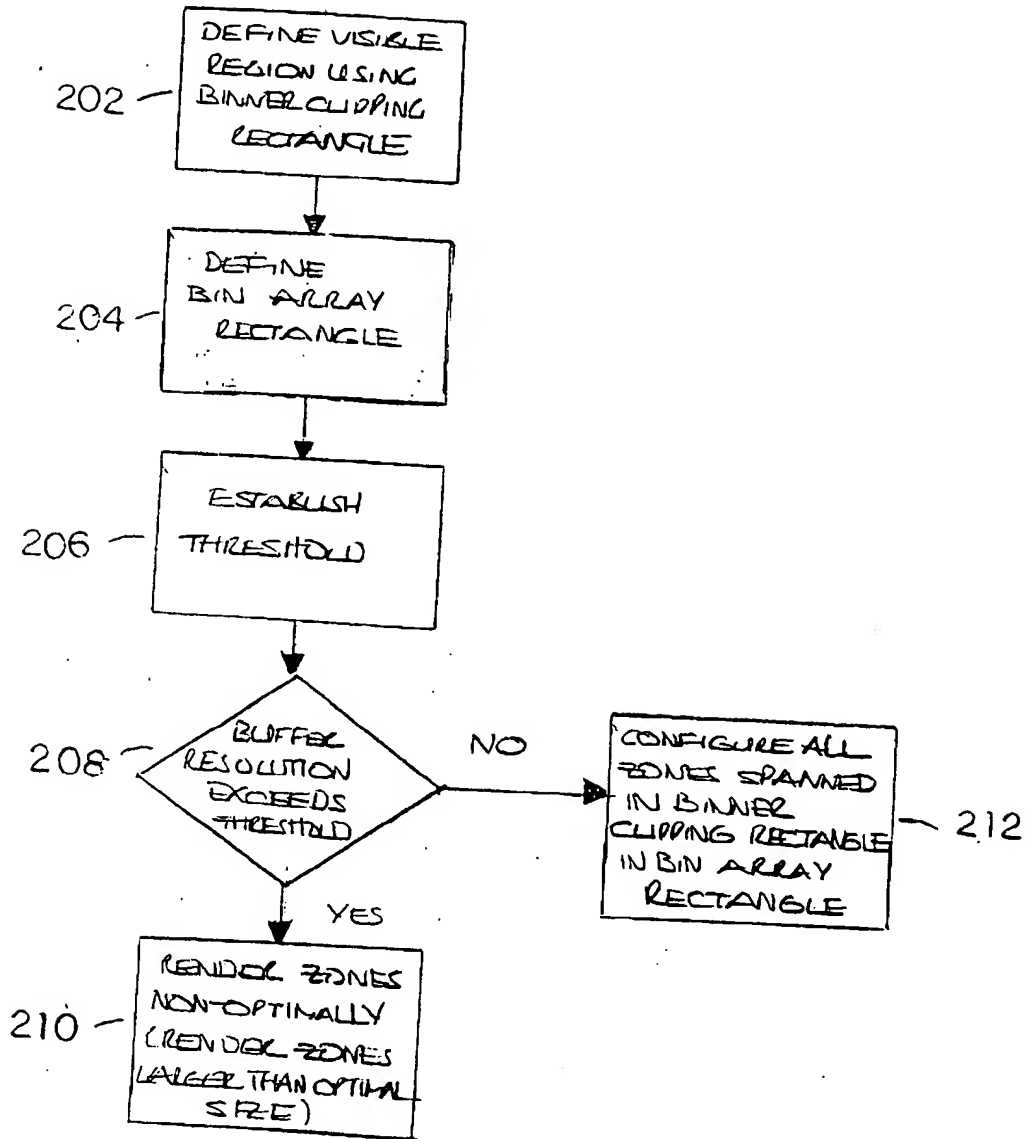 DEFINE VISIBLE
REGION USING
202
BINNER CLIPPING
RECTANGLE
DEFINE
BIN ARRAY
204
RECTANGLE
ESTABLISH
206
THRESHOLD
BUFFER
208
RESOLUTION
EXCEEDS
THRESHOLD
NO
YES
CONFIGURE ALL
ZONES SPANNED
IN BINNER
CLIPPING RECTANGLE
212
IN BIN ARRAY
RECTANGLE
RENDER ZONES
NON-OPTIMALLY
210
(RENDER ZONES
LARGER THAN OPTIMAL
SIZE)